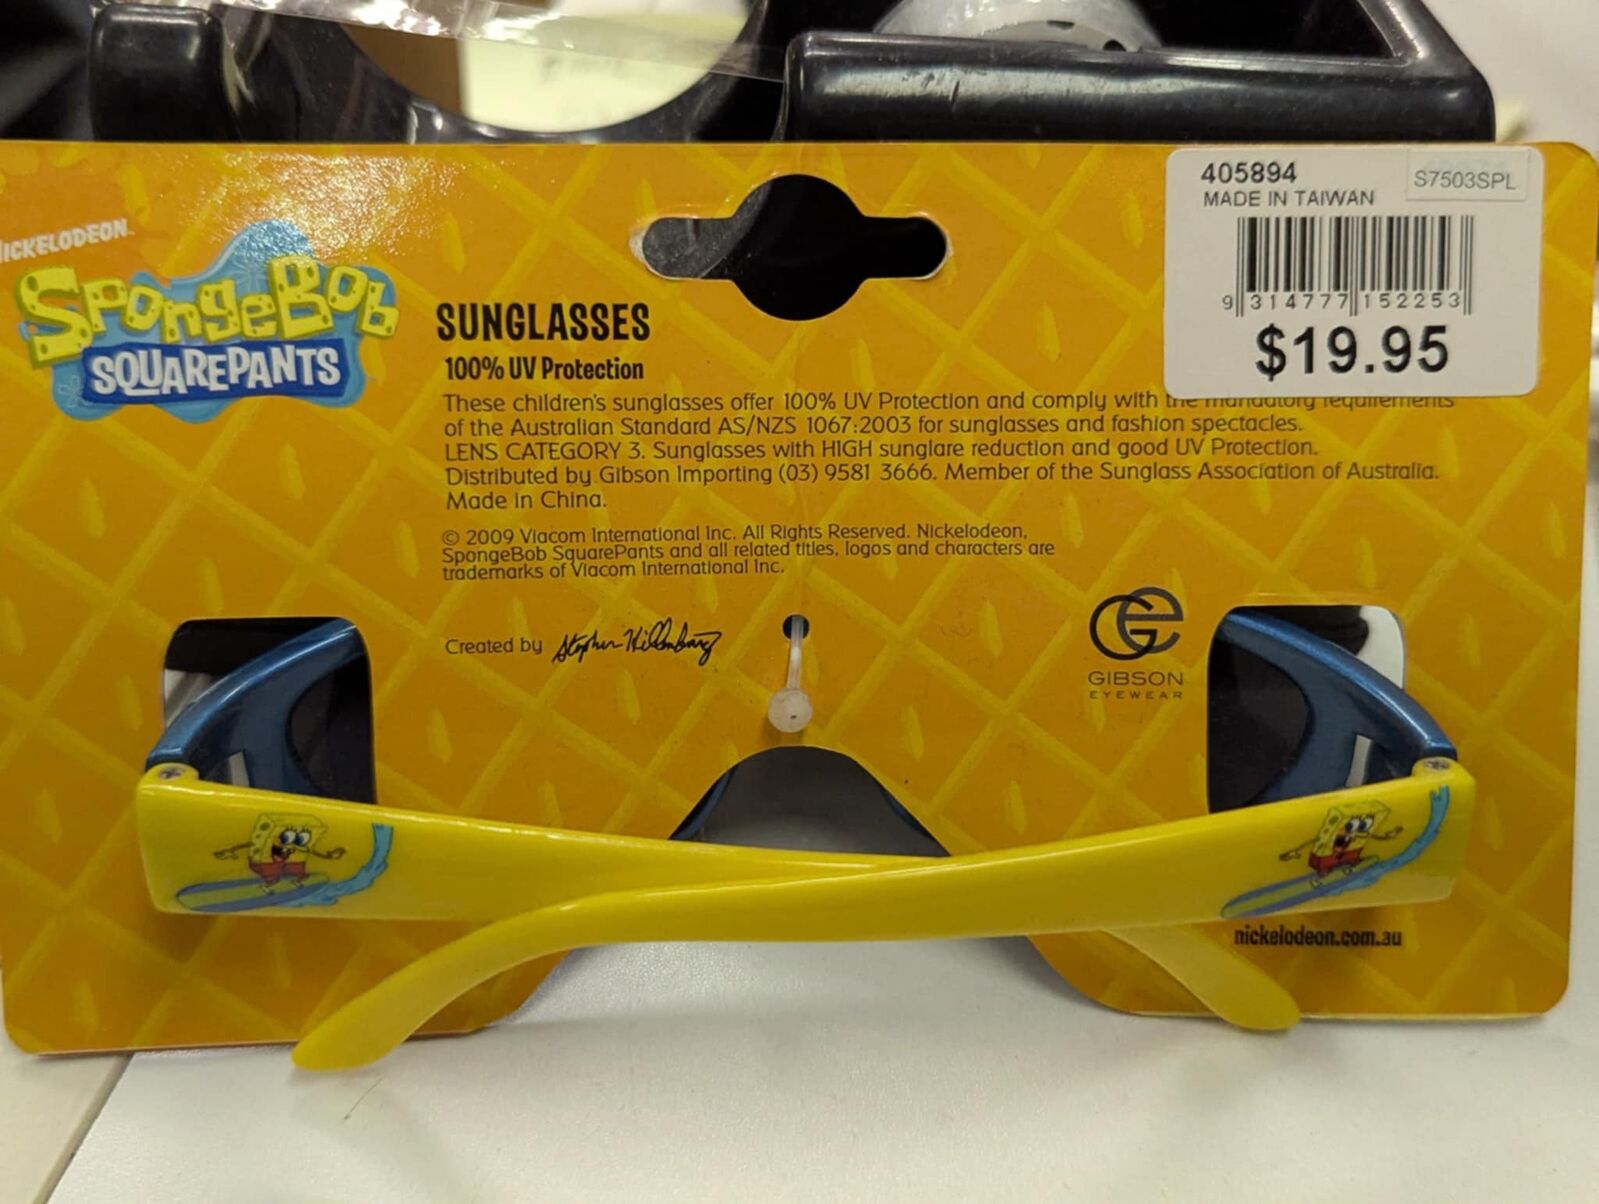 405894
S7503SPL
MADE IN TAIWAN
9 314777 152253
$19.95
NICKELODEON
SPONGEBOB
SQUAREPANTS
SUNGLASSES
100% UV Protection
These children's sunglasses offer 100% UV Protection and comply with the mandatory requirements
of the Australian Standard AS/NZS 1067:2003 for sunglasses and fashion spectacles.
LENS CATEGORY 3. Sunglasses with HIGH sunglare reduction and good UV Protection.
Distributed by Gibson Importing (03) 9581 3666. Member of the Sunglass Association of Australia.
Made in China.
© 2009 Viacom International Inc. All Rights Reserved. Nickelodeon,
SpongeBob SquarePants and all related titles, logos and characters are
trademarks of Viacom International Inc.
Created by Stephen Hillenburg
GE
GIBSON
EYEWEAR
nickelodeon.com.au